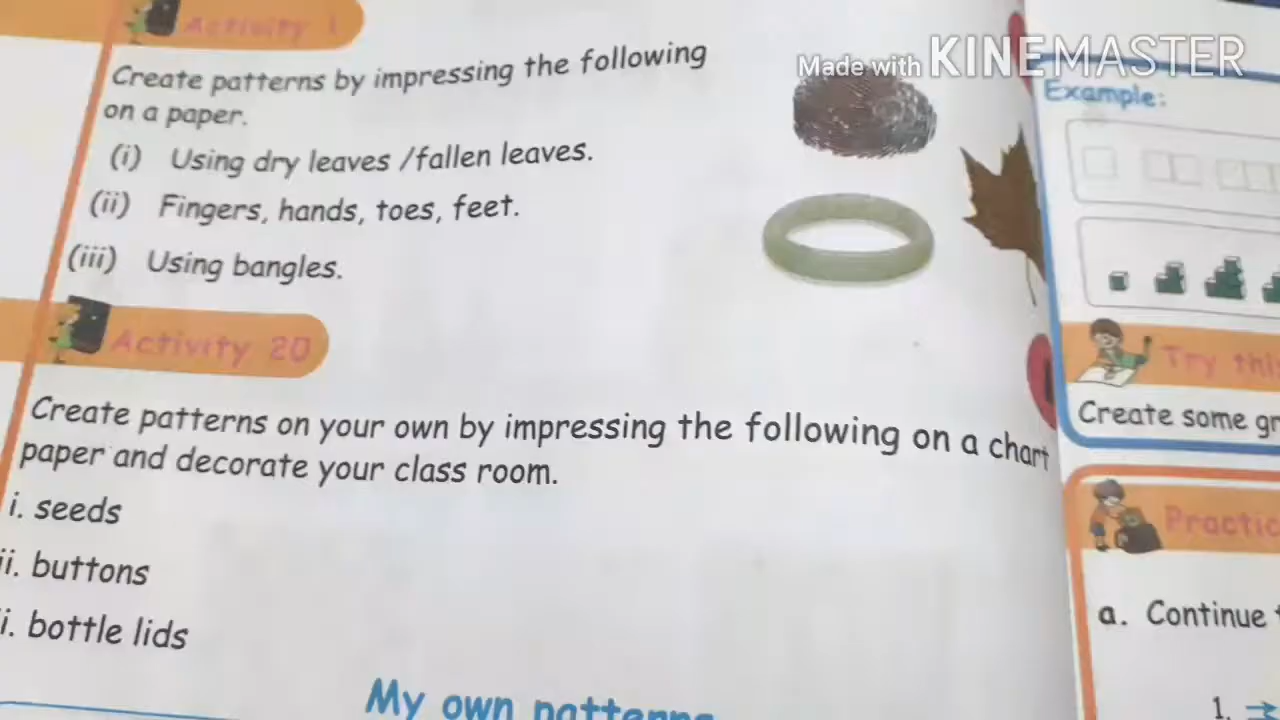 Activity 1
Create patterns by impressing the following
on a paper.
(i) Using dry leaves /fallen leaves.
(ii) Fingers, hands, toes, feet.
(iii) Using bangles.
Activity 20
Create patterns on your own by impressing the following on a chart
paper and decorate your class room.
i. seeds
ii. buttons
i. bottle lids
My own patterns
Made with KINEMASTER
Example:
Try this
Create some gr
Practic
a. Continue
1.